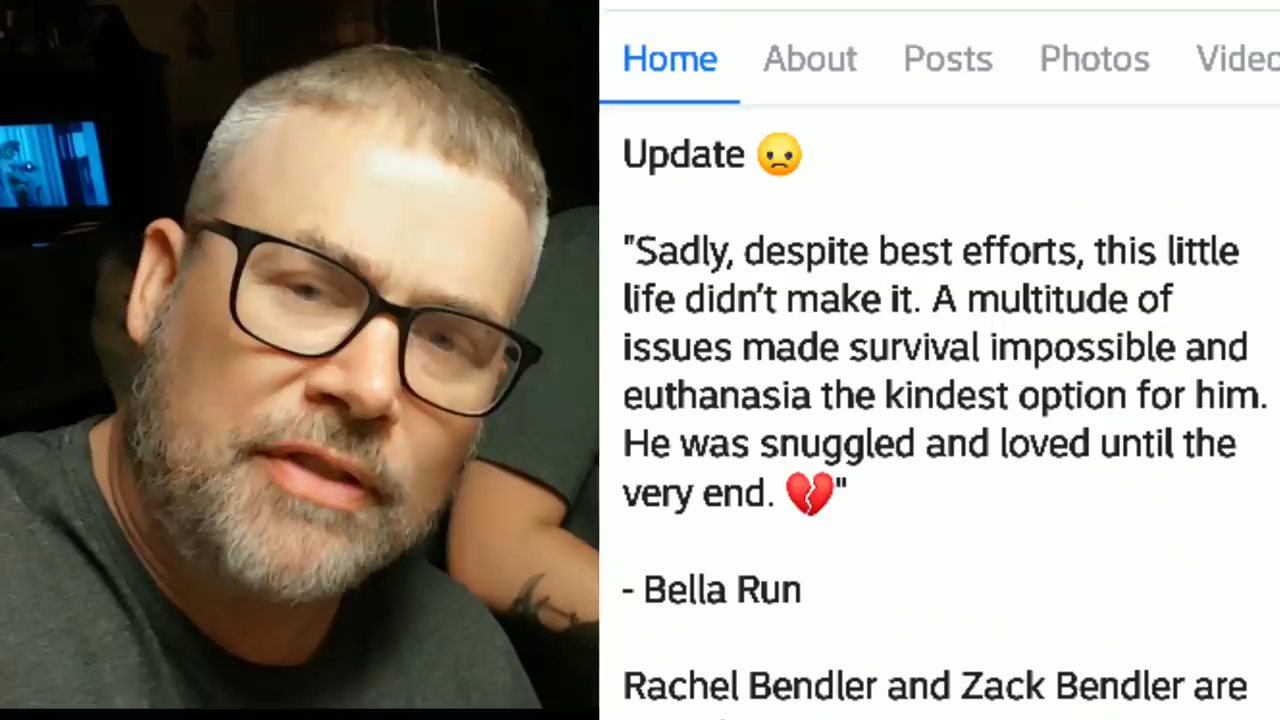 Home About Posts Photos
Update 😞
"Sadly, despite best efforts, this little
life didn't make it. A multitude of
issues made survival impossible and
euthanasia the kindest option for him.
He was snuggled and loved until the
very end. 💔"
- Bella Run
Rachel Bendler and Zack Bendler are